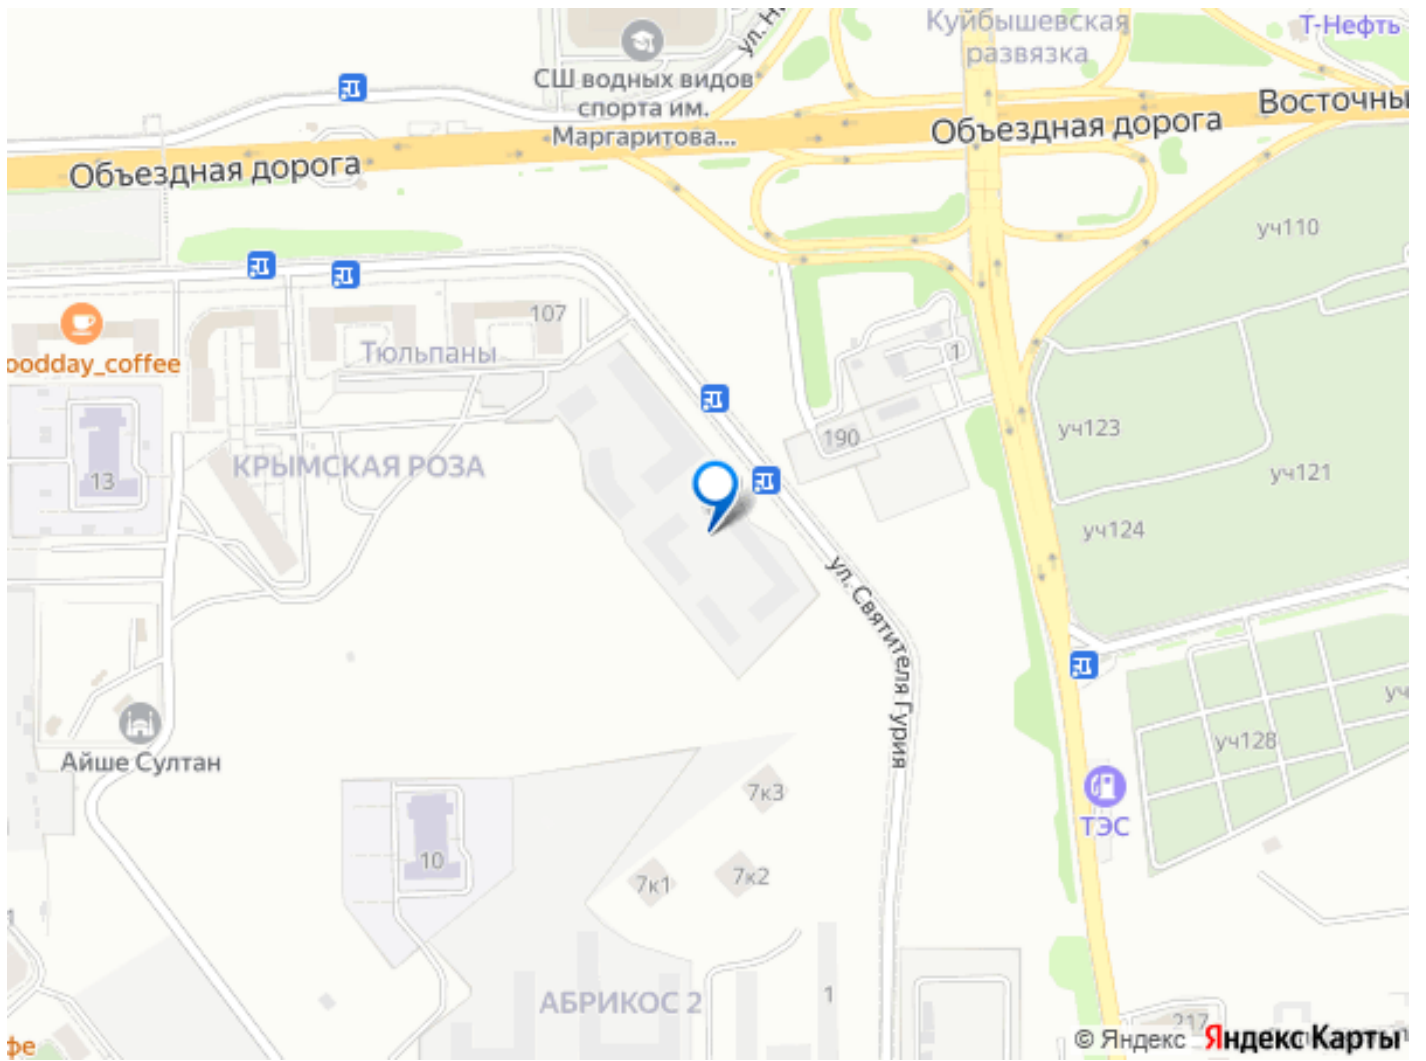 ул. Н
Куйбышевская
развязка
Т-Нефть
СШ водных видов
спорта им.
Маргаритова...
Восточны
Объездная дорога
Объездная дорога
уч110
107
oodday_coffee
Тюльпаны
1
уч123
190
КРЫМСКАЯ РОЗА
13
уч121
уч124
ул. Святителя Гурия
Айше Султан
уч128
7к3
ТЭС
10
7к1
7к2
АБРИКОС 2
1
217
фе
© Яндекс Яндекс Карты